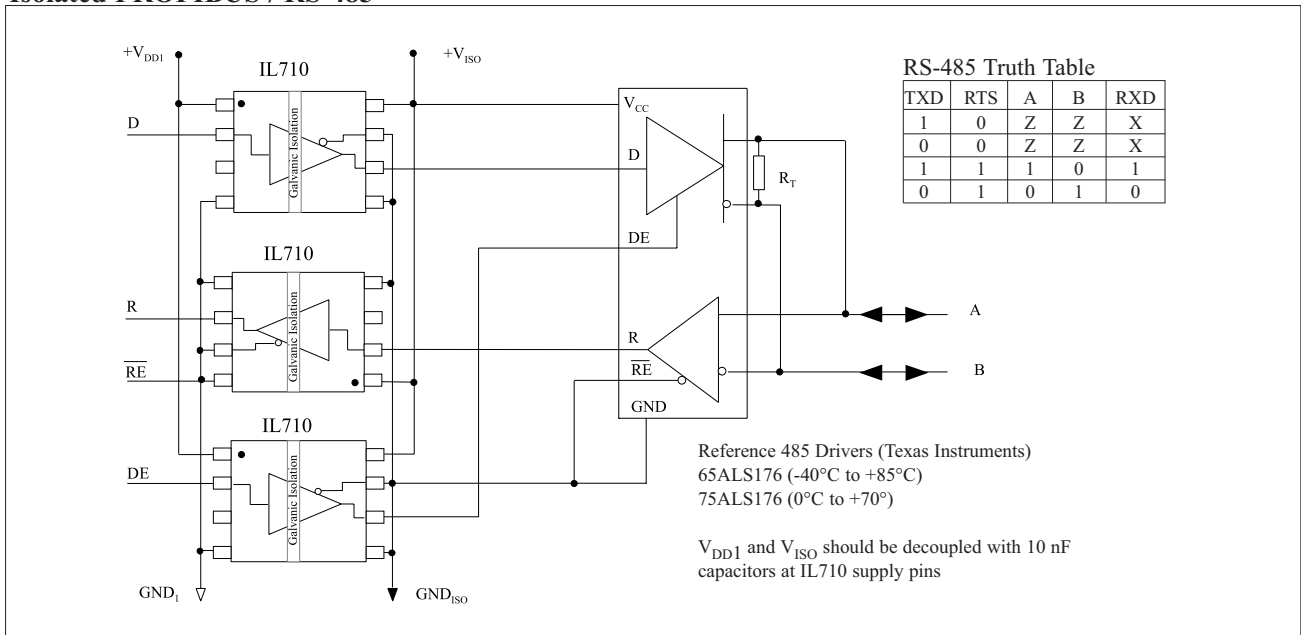 Isolated PROFIBUS / RS-485
+VDD1
+VISO
IL710
D
Galvanic Isolation
IL710
R
RE
Galvanic Isolation
IL710
DE
Galvanic Isolation
GND1
GNDISO
VCC
D
DE
R
RE
GND
RT
A
B
RS-485 Truth Table
TXD RTS A B RXD
1 0 Z Z X
0 0 Z Z X
1 1 1 0 1
0 1 0 1 0
Reference 485 Drivers (Texas Instruments)
65ALS176 (-40°C to +85°C)
75ALS176 (0°C to +70°)
VDD1 and VISO should be decoupled with 10 nF
capacitors at IL710 supply pins